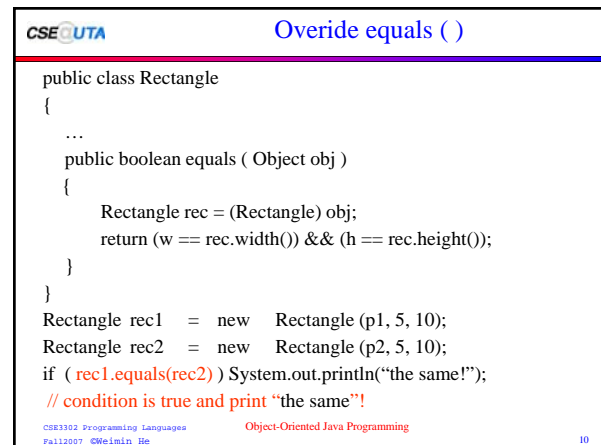 CSE@UTA
Overide equals ( )
public class Rectangle
{
…
public boolean equals ( Object obj )
{
Rectangle rec = (Rectangle) obj;
return (w == rec.width()) && (h == rec.height());
}
}
Rectangle rec1 = new Rectangle (p1, 5, 10);
Rectangle rec2 = new Rectangle (p2, 5, 10);
if ( rec1.equals(rec2) ) System.out.println(“the same!”);
// condition is true and print “the same”!
CSE3302 Programming Languages
Fall2007 ©Weimin He
Object-Oriented Java Programming
10